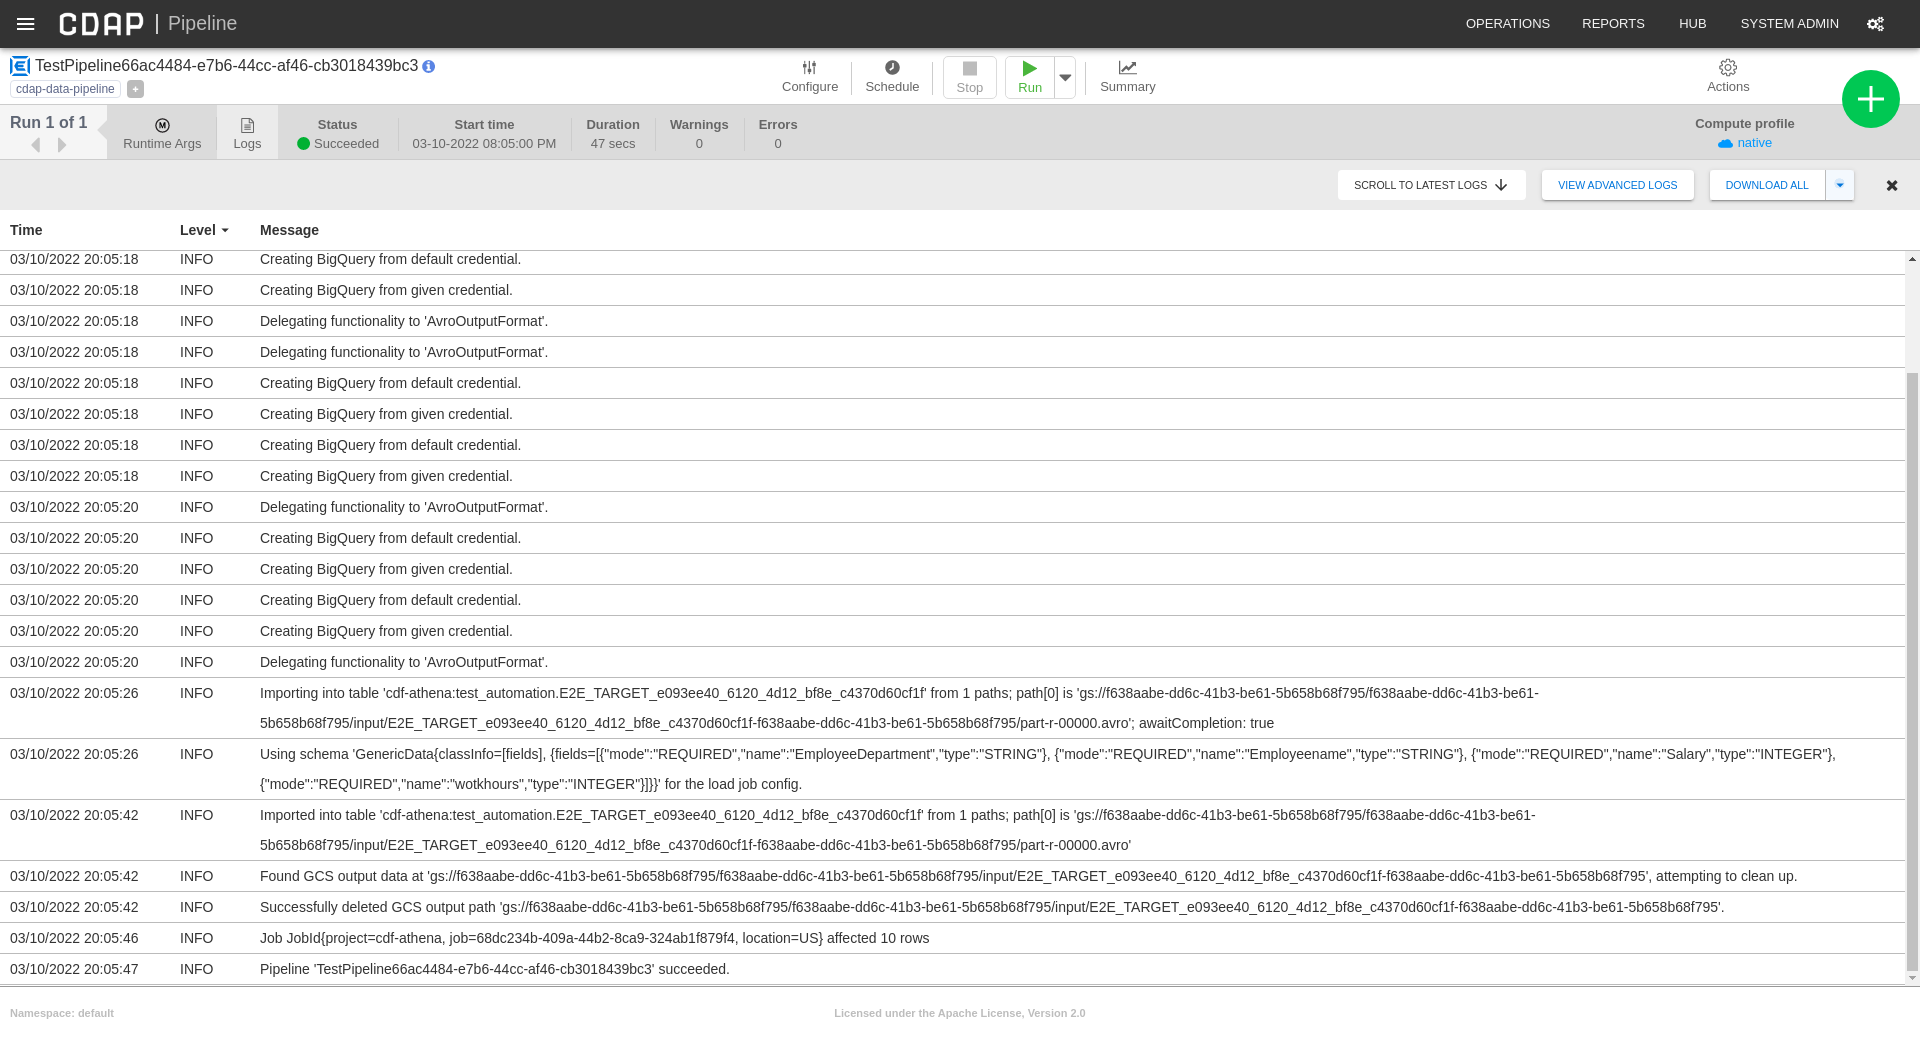 CDAP | Pipeline
OPERATIONS REPORTS HUB SYSTEM ADMIN
TestPipeline66ac4484-e7b6-44cc-af46-cb3018439bc3
cdap-data-pipeline +
Configure Schedule Stop Run Summary Actions
Run 1 of 1
Runtime Args
Logs
Status
Succeeded
Start time
03-10-2022 08:05:00 PM
Duration
47 secs
Warnings
0
Errors
0
Compute profile
native
SCROLL TO LATEST LOGS VIEW ADVANCED LOGS DOWNLOAD ALL
Time Level Message
03/10/2022 20:05:18 INFO Creating BigQuery from default credential.
03/10/2022 20:05:18 INFO Creating BigQuery from given credential.
03/10/2022 20:05:18 INFO Delegating functionality to 'AvroOutputFormat'.
03/10/2022 20:05:18 INFO Delegating functionality to 'AvroOutputFormat'.
03/10/2022 20:05:18 INFO Creating BigQuery from default credential.
03/10/2022 20:05:18 INFO Creating BigQuery from given credential.
03/10/2022 20:05:18 INFO Creating BigQuery from default credential.
03/10/2022 20:05:18 INFO Creating BigQuery from given credential.
03/10/2022 20:05:20 INFO Delegating functionality to 'AvroOutputFormat'.
03/10/2022 20:05:20 INFO Creating BigQuery from default credential.
03/10/2022 20:05:20 INFO Creating BigQuery from given credential.
03/10/2022 20:05:20 INFO Creating BigQuery from default credential.
03/10/2022 20:05:20 INFO Creating BigQuery from given credential.
03/10/2022 20:05:20 INFO Delegating functionality to 'AvroOutputFormat'.
03/10/2022 20:05:26 INFO Importing into table 'cdf-athena:test_automation.E2E_TARGET_e093ee40_6120_4d12_bf8e_c4370d60cf1f' from 1 paths; path[0] is 'gs://f638aabe-dd6c-41b3-be61-5b658b68f795/f638aabe-dd6c-41b3-be61-
5b658b68f795/input/E2E_TARGET_e093ee40_6120_4d12_bf8e_c4370d60cf1f-f638aabe-dd6c-41b3-be61-5b658b68f795/part-r-00000.avro'; awaitCompletion: true
03/10/2022 20:05:26 INFO Using schema 'GenericData{classInfo=[fields], {fields=[{"mode":"REQUIRED","name":"EmployeeDepartment","type":"STRING"}, {"mode":"REQUIRED","name":"Employeename","type":"STRING"}, {"mode":"REQUIRED","name":"Salary","type":"INTEGER"},
{"mode":"REQUIRED","name":"wotkhours","type":"INTEGER"}]}}' for the load job config.
03/10/2022 20:05:42 INFO Imported into table 'cdf-athena:test_automation.E2E_TARGET_e093ee40_6120_4d12_bf8e_c4370d60cf1f' from 1 paths; path[0] is 'gs://f638aabe-dd6c-41b3-be61-5b658b68f795/f638aabe-dd6c-41b3-be61-
5b658b68f795/input/E2E_TARGET_e093ee40_6120_4d12_bf8e_c4370d60cf1f-f638aabe-dd6c-41b3-be61-5b658b68f795/part-r-00000.avro'
03/10/2022 20:05:42 INFO Found GCS output data at 'gs://f638aabe-dd6c-41b3-be61-5b658b68f795/f638aabe-dd6c-41b3-be61-5b658b68f795/input/E2E_TARGET_e093ee40_6120_4d12_bf8e_c4370d60cf1f-f638aabe-dd6c-41b3-be61-5b658b68f795', attempting to clean up.
03/10/2022 20:05:42 INFO Successfully deleted GCS output path 'gs://f638aabe-dd6c-41b3-be61-5b658b68f795/f638aabe-dd6c-41b3-be61-5b658b68f795/input/E2E_TARGET_e093ee40_6120_4d12_bf8e_c4370d60cf1f-f638aabe-dd6c-41b3-be61-5b658b68f795'.
03/10/2022 20:05:46 INFO Job JobId{project=cdf-athena, job=68dc234b-409a-44b2-8ca9-324ab1f879f4, location=US} affected 10 rows
03/10/2022 20:05:47 INFO Pipeline 'TestPipeline66ac4484-e7b6-44cc-af46-cb3018439bc3' succeeded.
Namespace: default Licensed under the Apache License, Version 2.0